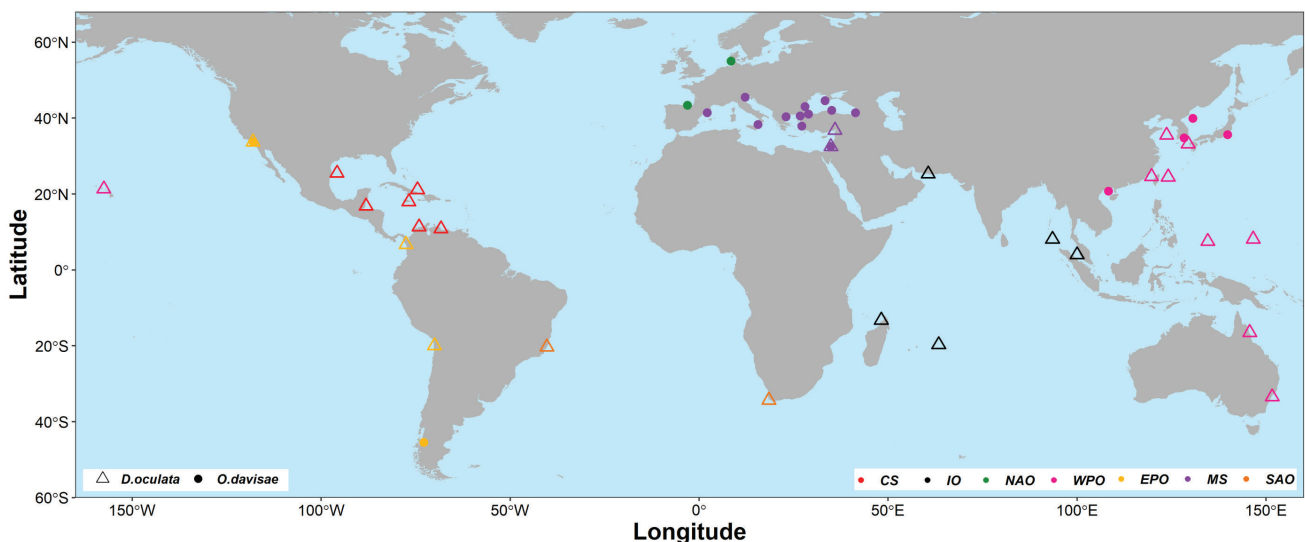 60°N
40°N
20°N
0°
20°S
40°S
60°S
Latitude
D.oculata O.davisae
CS IO NAO WPO EPO MS SAO
150°W 100°W 50°W 0° 50°E 100°E 150°E
Longitude